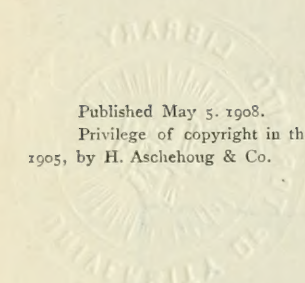 Published May 5. 1908.
Privilege of copyright in th
1905, by H. Aschehoug & Co.